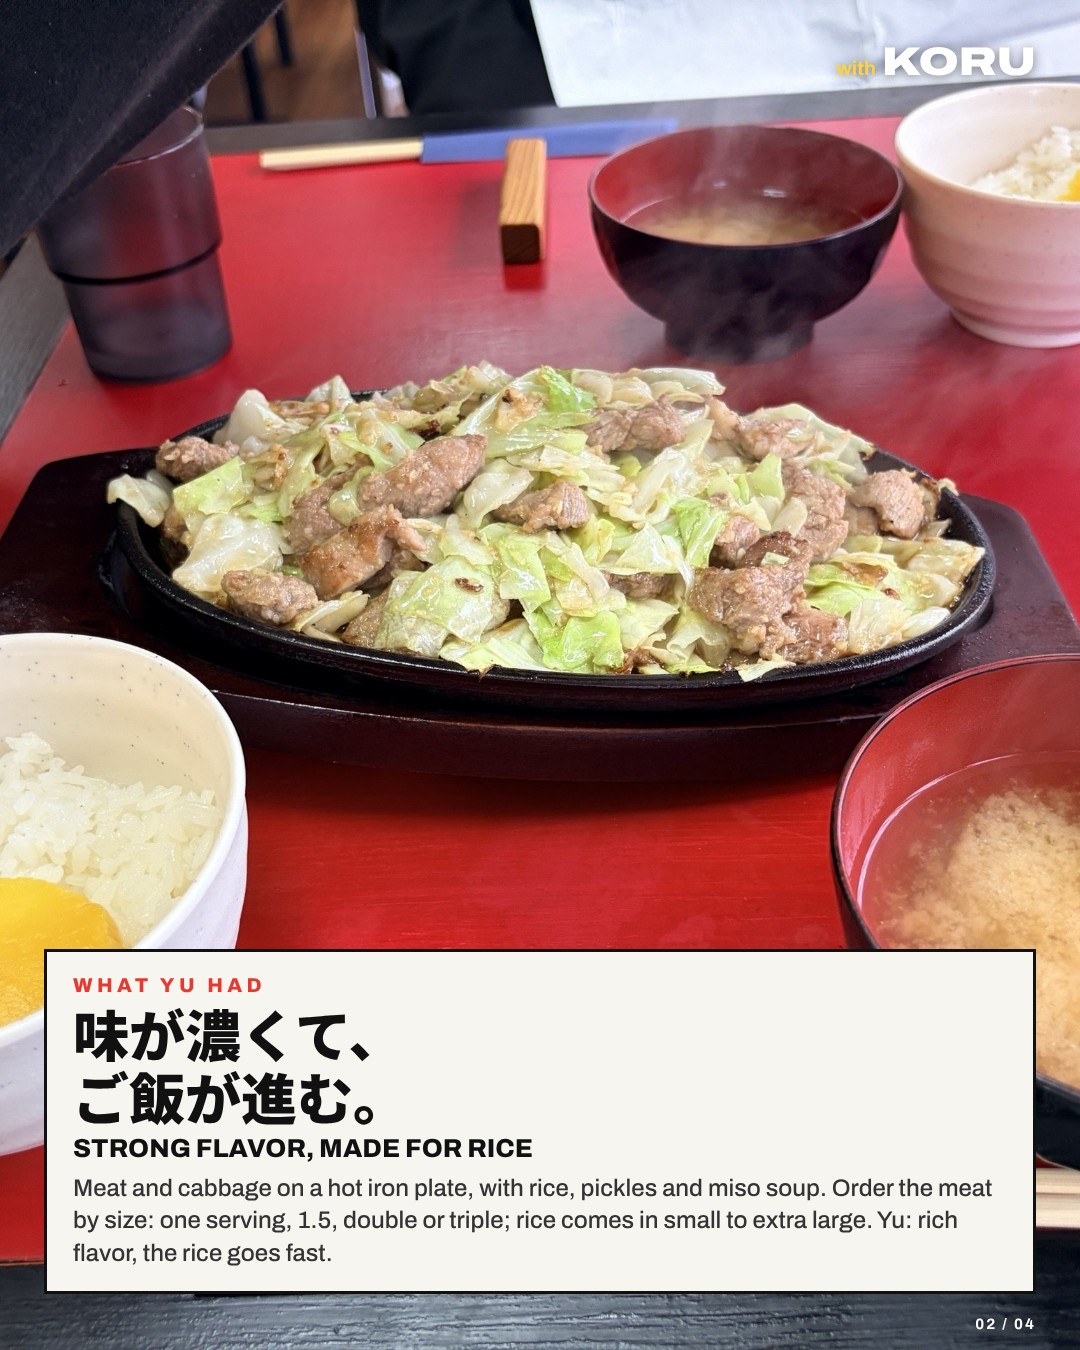 with KORU
WHAT YU HAD
味が濃くて、
ご飯が進む。
STRONG FLAVOR, MADE FOR RICE
Meat and cabbage on a hot iron plate, with rice, pickles and miso soup. Order the meat
by size: one serving, 1.5, double or triple; rice comes in small to extra large. Yu: rich
flavor, the rice goes fast.
02 / 04